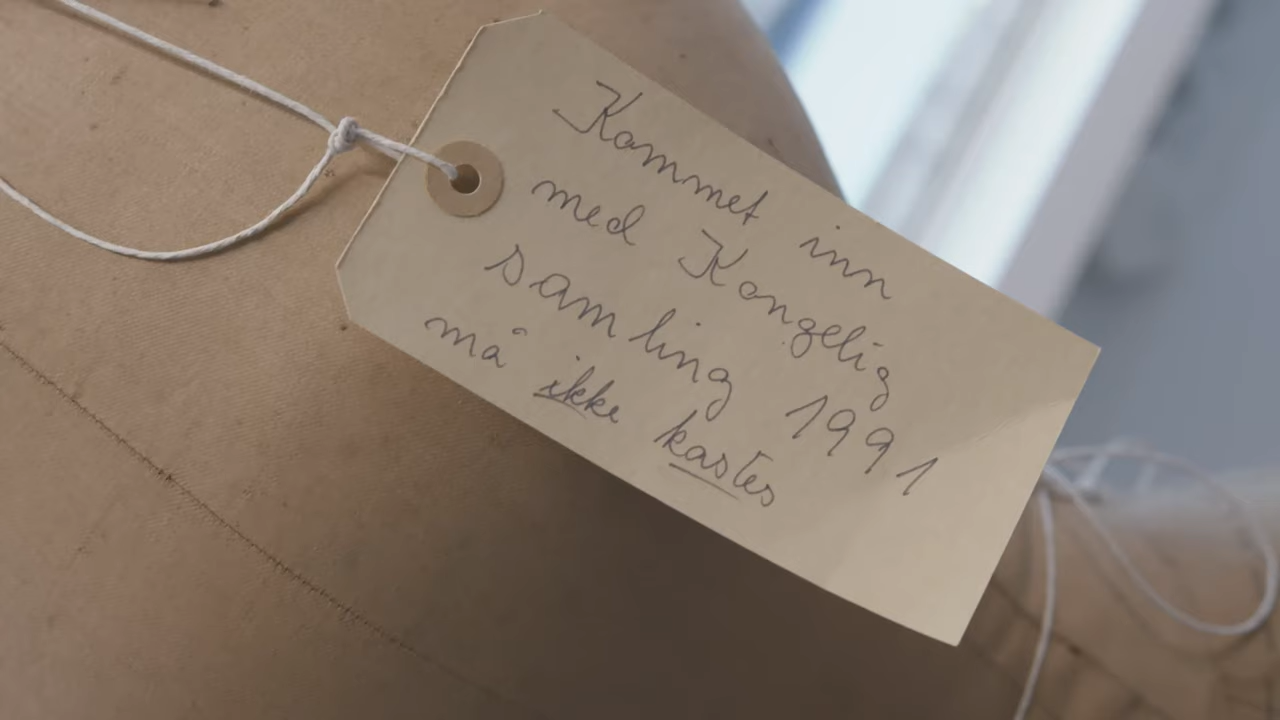 Kommet inn
med Kongelig
samling 1991
må ikke kastes